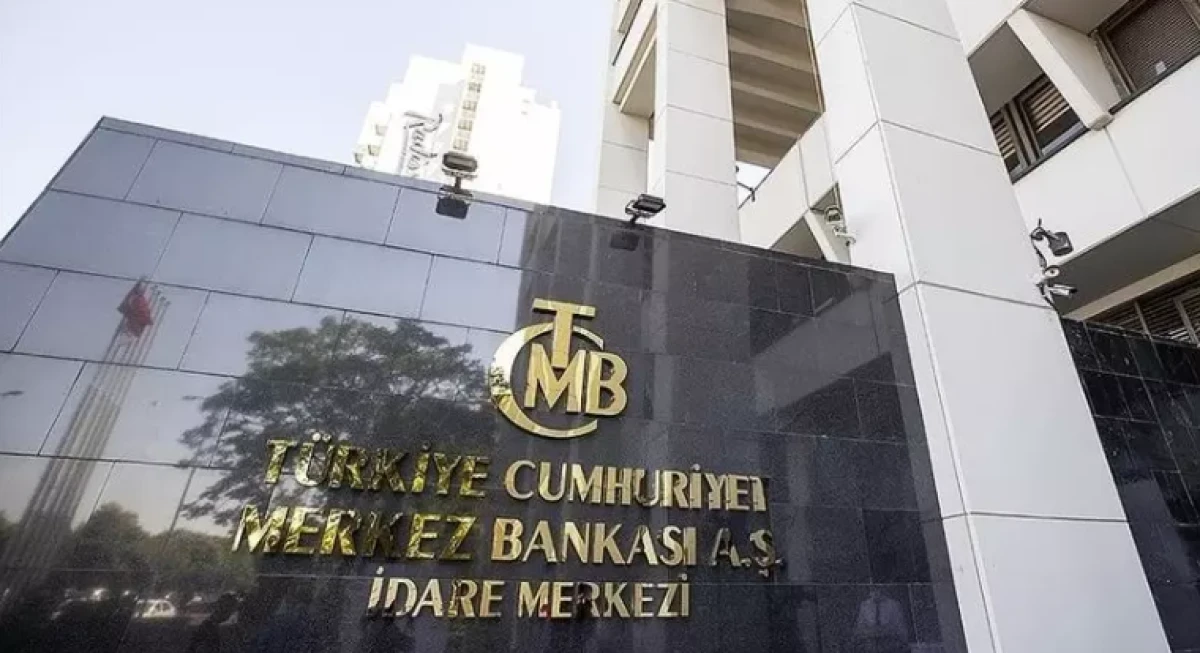 TCMB
TÜRKİYE CUMHURİYET
MERKEZ BANKASI A.Ş.
İDARE MERKEZİ